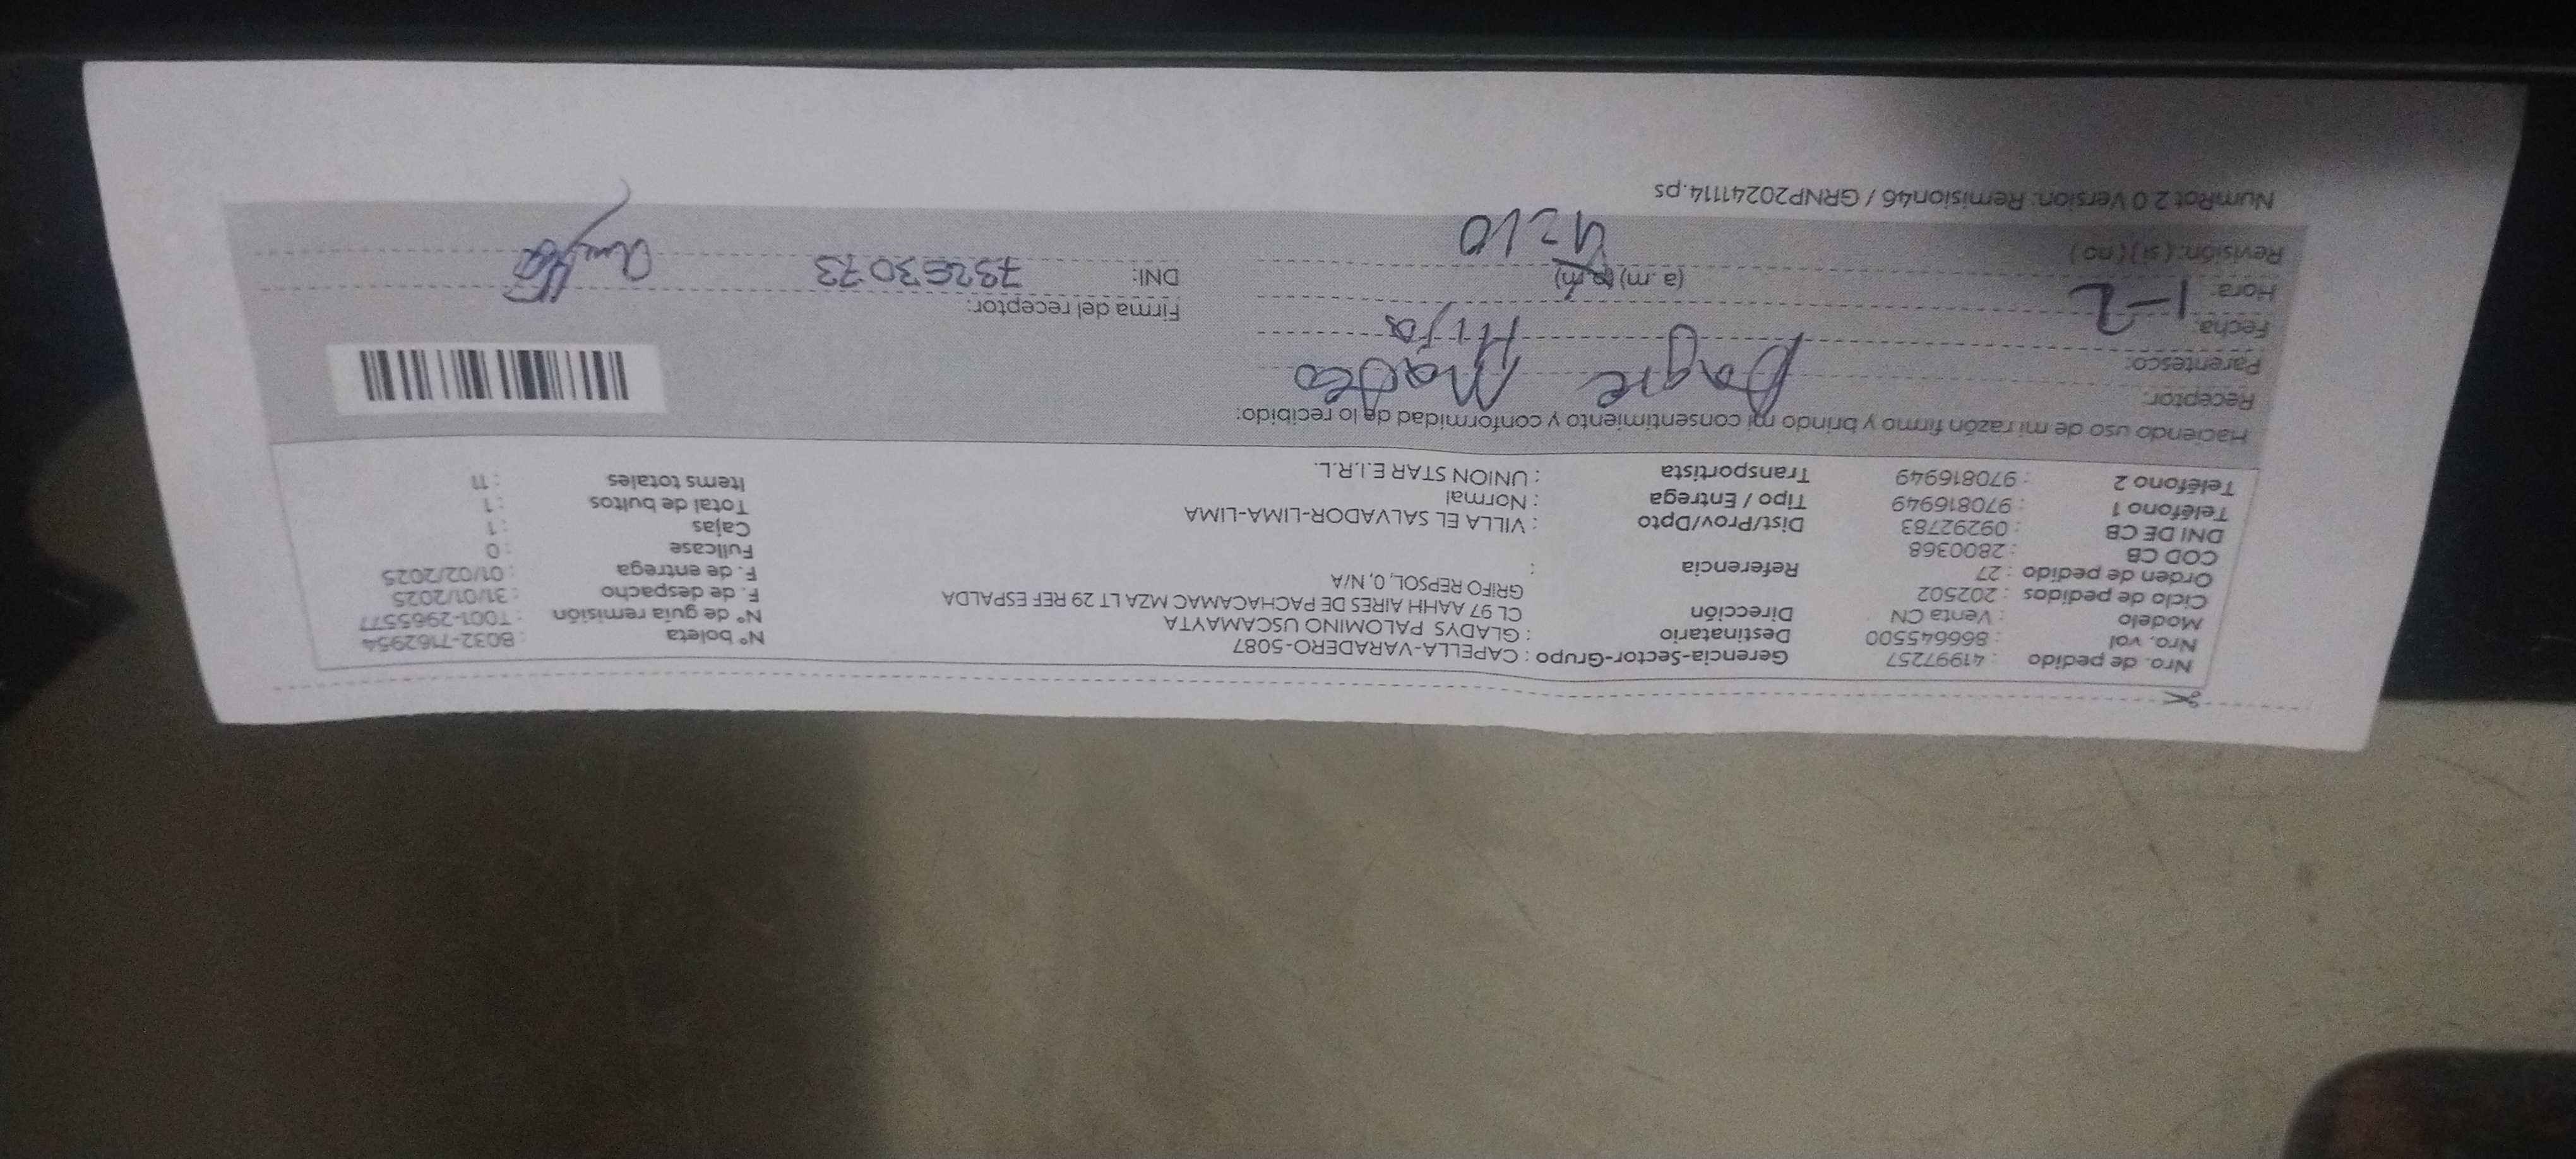 Nro. de pedido : 41997257 Gerencia-Sector-Grupo : CAPELLA-VARADERO-5087 Nº boleta : B032-7162954
Nro. vol : 866645500 Destinatario : GLADYS PALOMINO USCAMAYTA Nº de guia remisión : T001-2965577
Modelo : Venta CN Dirección CL 97 AAHH AIRES DE PACHACAMAC MZA LT 29 REF ESPALDA F. de despacho : 31/01/2025
Ciclo de pedidos : 202502 GRIFO REPSOL, 0, N/A F. de entrega : 01/02/2025
Orden de pedido : 27 Referencia : Fullcase : 0
COD CB : 2800368 Cajas : 1
DNI DE CB : 09292783 Dist/Prov/Dpto : VILLA EL SALVADOR-LIMA-LIMA Total de bultos : 1
Teléfono 1 : 970816949 Tipo / Entrega : Normal Items totales : 11
Teléfono 2 : 970816949 Transportista : UNION STAR E.I.R.L.
Haciendo uso de mi razón firmo y brindo mi consentimiento y conformidad de lo recibido:
Receptor:
Parentesco: Hija
Fecha: 1-2 Firma del receptor:
Hora: (a .m) (p.m) DNI:
4:10
Revisión: ( si ) ( no )
NumRot 2.0 Version: Remision46 / GRNP20241114.ps